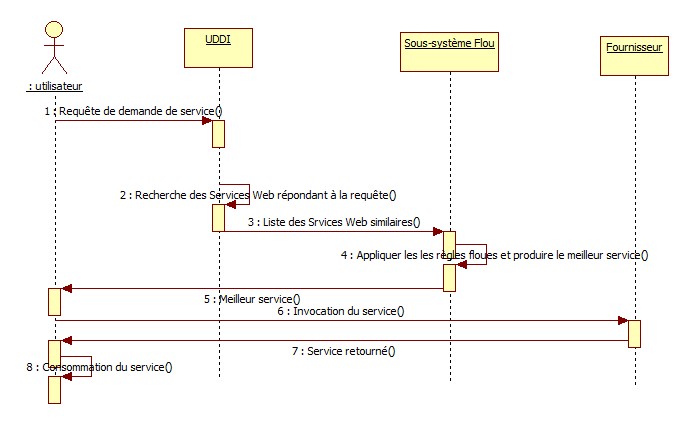 UDDI
Sous-système Flou
Fournisseur
: utilisateur
1 : Requête de demande de service()
2 : Recherche des Services Web répondant à la requête()
3 : Liste des Srvices Web similaires()
4 : Appliquer les les règles floues et produire le meilleur service()
5 : Meilleur service()
6 : Invocation du service()
7 : Service retourné()
8 : Consommation du service()